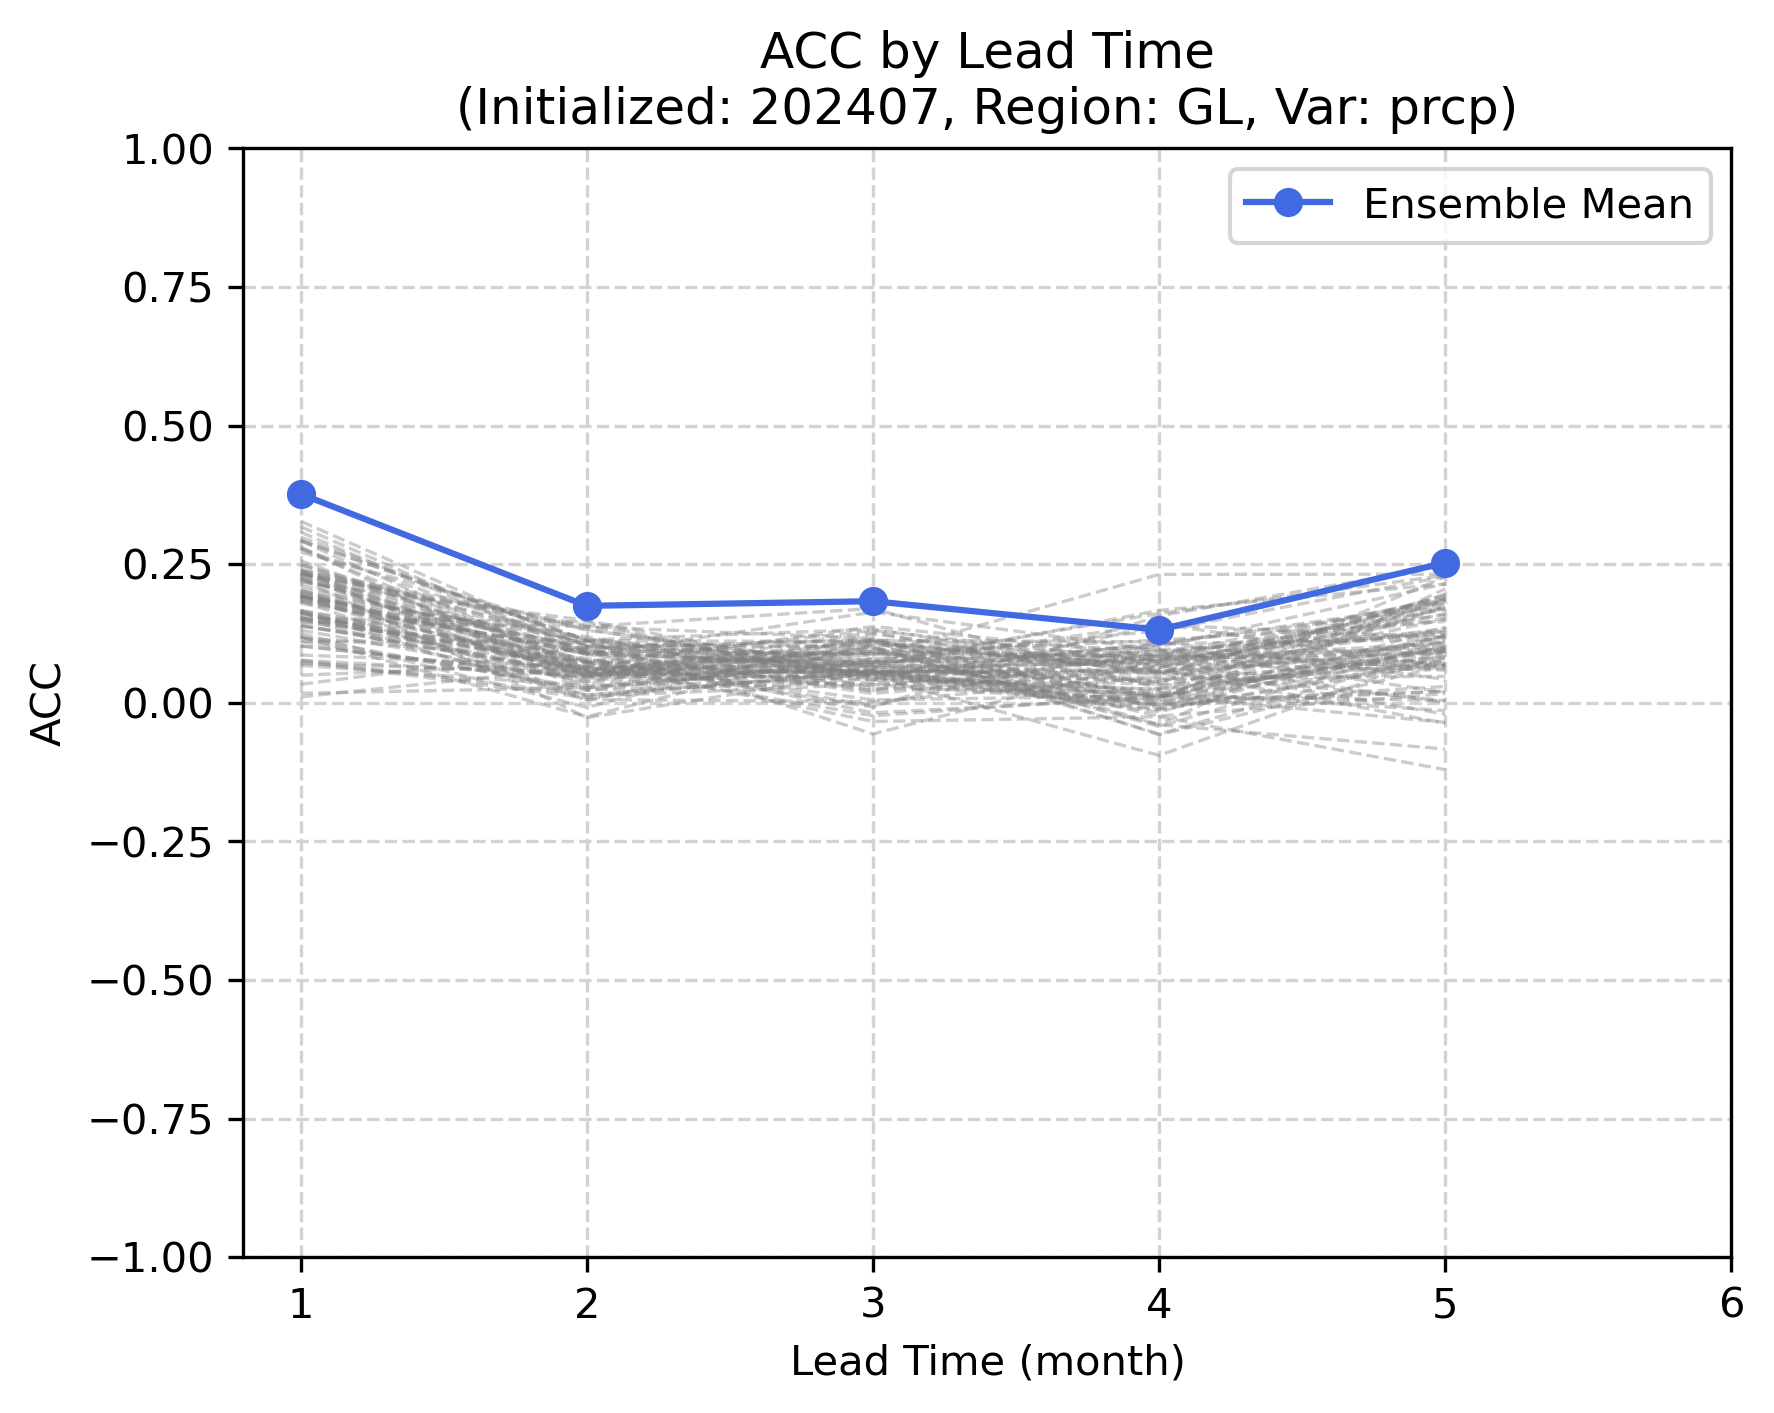 ACC by Lead Time
(Initialized: 202407, Region: GL, Var: prcp)
Ensemble Mean
1.00
0.75
0.50
0.25
0.00
−0.25
−0.50
−0.75
−1.00
ACC
1 2 3 4 5 6
Lead Time (month)